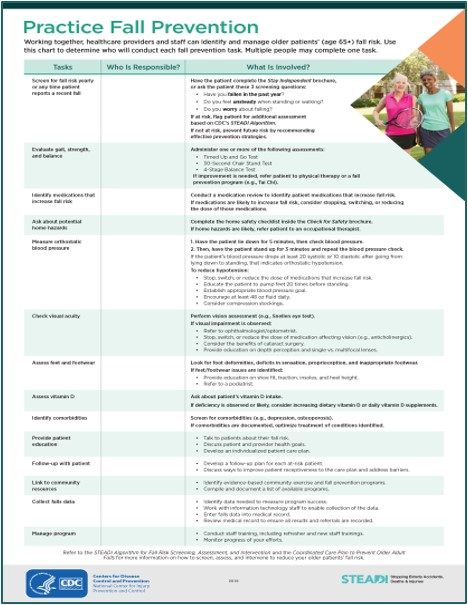 Practice Fall Prevention
Working together, healthcare providers and staff can identify and manage older patients' (age 65+) fall risk. Use
this chart to determine who will conduct each fall prevention task. Multiple people may complete one task.
Tasks Who Is Responsible? What Is Involved?
Screen for fall risk yearly
or any time patient
reports a recent fall
Have the patient complete the Stay Independent brochure,
or ask the patient these 3 screening questions:
• Have you fallen in the past year?
• Do you feel unsteady when standing or walking?
• Do you worry about falling?
If at risk, flag patient for additional assessment
based on CDC's STEADI Algorithm.
If not at risk, prevent future risk by recommending
effective prevention strategies.
Evaluate gait, strength,
and balance
Administer one or more of the following assessments:
• Timed Up and Go Test
• 30-Second Chair Stand Test
• 4-Stage Balance Test
If improvement is needed, refer patient to physical therapy or a fall
prevention program (e.g., Tai Chi).
Identify medications that
increase fall risk
Conduct a medication review to identify patient medications that increase fall risk.
If medications are likely to increase fall risk, consider stopping, switching, or reducing
the dose of those medications.
Ask about potential
home hazards
Complete the home safety checklist inside the Check for Safety brochure.
If home hazards are likely, refer patient to an occupational therapist.
Measure orthostatic
blood pressure
1. Have the patient lie down for 5 minutes, then check blood pressure.
2. Then, have the patient stand up for 3 minutes and repeat the blood pressure check.
If the patient's blood pressure drops at least 20 systolic or 10 diastolic after going from
lying down to standing, that indicates orthostatic hypotension.
To reduce hypotension:
• Stop, switch, or reduce the dose of medications that increase fall risk.
• Educate the patient to pump feet 20 times before standing.
• Establish appropriate blood pressure goal.
• Encourage at least 48 oz fluid daily.
• Consider compression stockings.
Check visual acuity
Perform vision assessment (e.g., Snellen eye test).
If visual impairment is observed:
• Refer to ophthalmologist/optometrist.
• Stop, switch, or reduce the dose of medication affecting vision (e.g., anticholinergics).
• Consider the benefits of cataract surgery.
• Provide education on depth perception and single vs. multifocal lenses.
Assess feet and footwear
Look for foot deformities, deficits in sensation, proprioception, and inappropriate footwear.
If feet/footwear issues are identified:
• Provide education on shoe fit, traction, insoles, and heel height.
• Refer to a podiatrist.
Assess vitamin D
Ask about patient's vitamin D intake.
If deficiency is observed or likely, consider increasing dietary vitamin D or daily vitamin D supplements.
Identify comorbidities
Screen for comorbidities (e.g., depression, osteoporosis).
If comorbidities are documented, optimize treatment of conditions identified.
Provide patient
education
• Talk to patients about their fall risk.
• Discuss patient and provider health goals.
• Develop an individualized patient care plan.
Follow-up with patient
• Develop a follow-up plan for each at-risk patient.
• Discuss ways to improve patient receptiveness to the care plan and address barriers.
Link to community
resources
• Identify evidence-based community exercise and fall prevention programs.
• Compile and document a list of available programs.
Collect falls data
• Identify data needed to measure program success.
• Work with information technology staff to enable collection of the data.
• Enter falls data into medical record.
• Review medical record to ensure all results and referrals are recorded.
Manage program
• Conduct staff training, including refresher and new staff trainings.
• Monitor progress of your efforts.
Refer to the STEADI Algorithm for Fall Risk Screening, Assessment, and Intervention and the Coordinated Care Plan to Prevent Older Adult
Falls for more information on how to screen, assess, and intervene to reduce your older patients' fall risk.
CDC
Centers for Disease
Control and Prevention
National Center for Injury
Prevention and Control
STEADI Stopping Elderly Accidents,
Deaths & Injuries